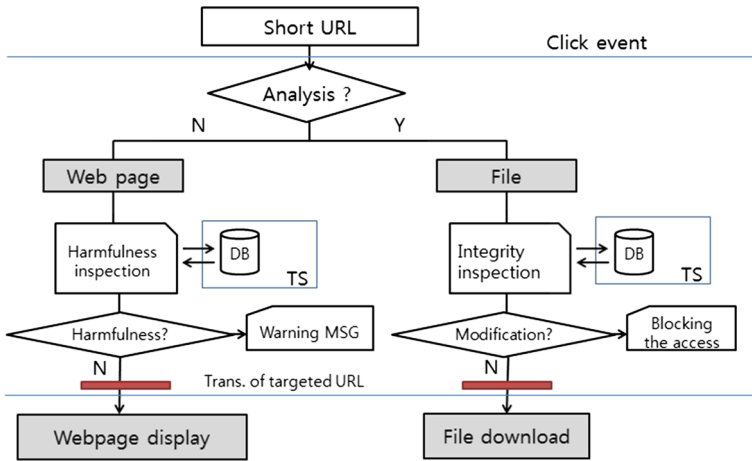 Short URL
Click event
Analysis ?
N
Y
Web page
File
Harmfulness
inspection
DB
TS
Integrity
inspection
DB
TS
Harmfulness?
Warning MSG
Modification?
Blocking
the access
N
N
Trans. of targeted URL
Webpage display
File download